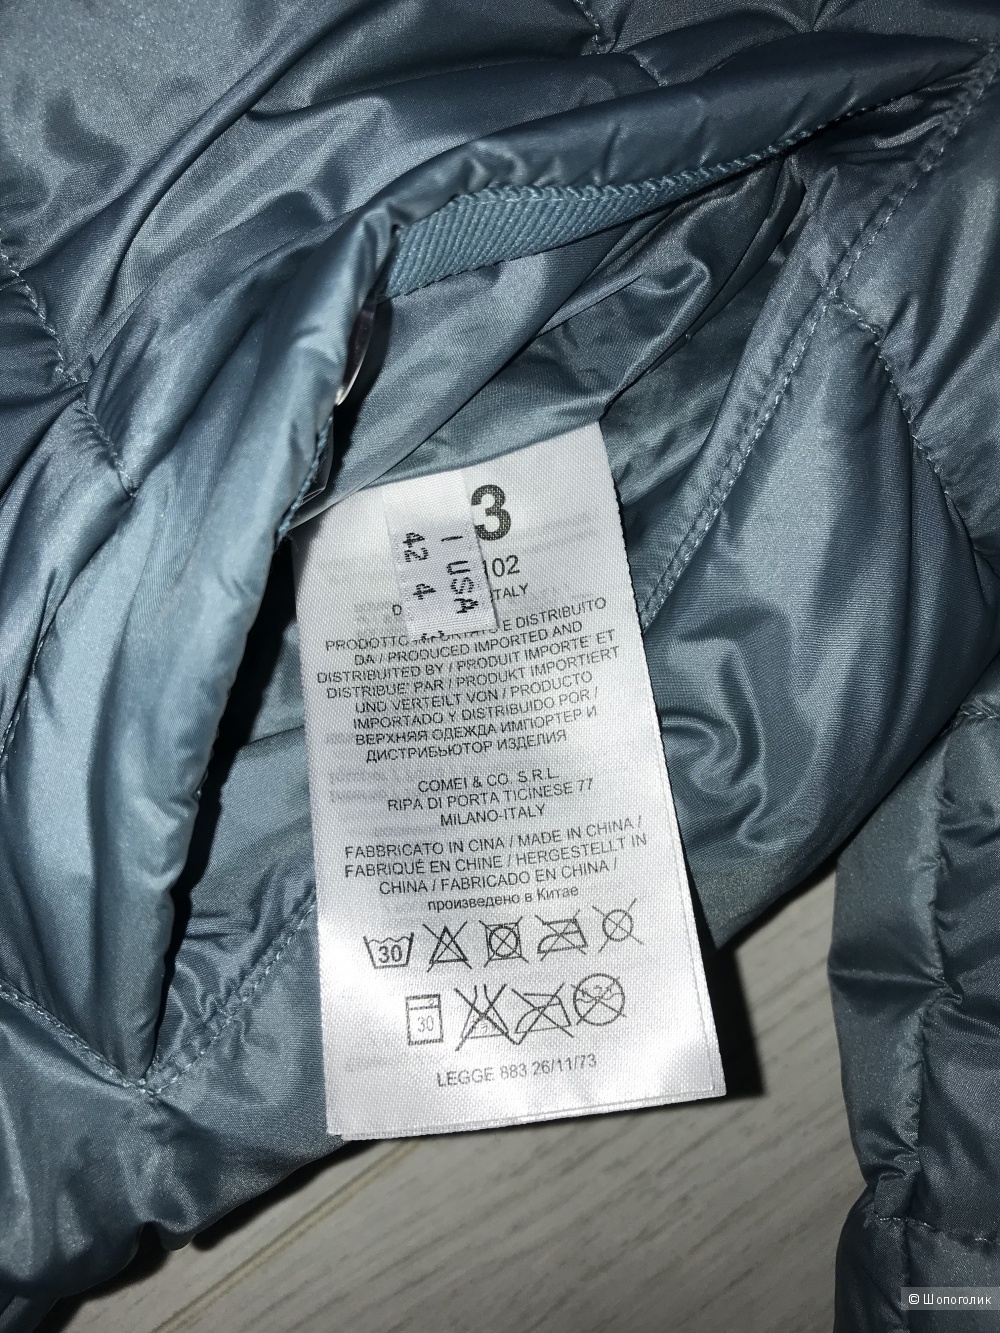 3
102
I USA
42 4
PRODOTTO E DISTRIBUITO
DA / PRODUCED IMPORTED AND
DISTRIBUTED BY / PRODUIT IMPORTE' ET
DISTRIBUE' PAR / PRODUKT IMPORTIERT
UND VERTEILT VON / PRODUCTO
IMPORTADO Y DISTRIBUIDO POR /
ВЕРХНЯЯ ОДЕЖДА ИМПОРТЕР И
ДИСТРИБЬЮТОР ИЗДЕЛИЯ
COMEI & CO. S.R.L.
RIPA DI PORTA TICINESE 77
MILANO-ITALY
FABBRICATO IN CINA / MADE IN CHINA /
FABRIQUÉ EN CHINE / HERGESTELLT IN
CHINA / FABRICADO EN CHINA /
произведено в Китае
30
30
LEGGE 883 26/11/73
© Шопоголик